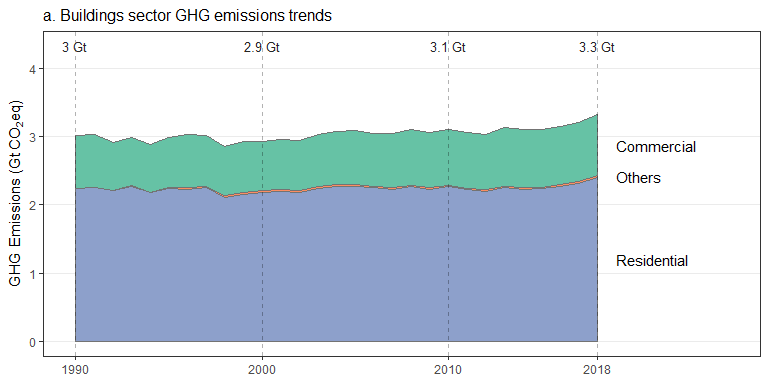 a. Buildings sector GHG emissions trends
3 Gt
2.9 Gt
3.1 Gt
3.3 Gt
GHG Emissions (Gt CO₂eq)
4
3
2
1
0
Commercial
Others
Residential
1990
2000
2010
2018